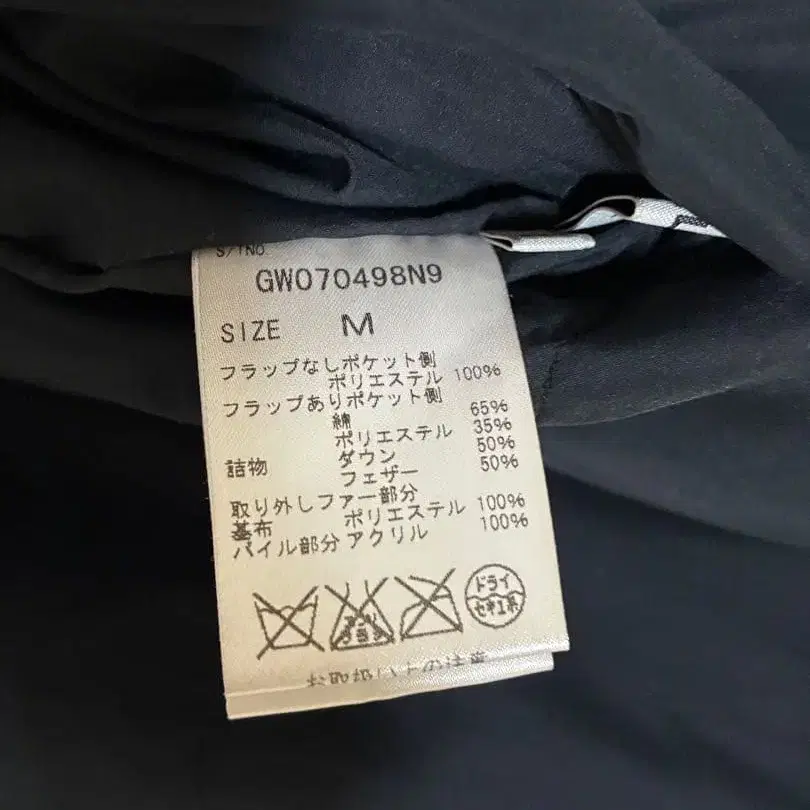 S/TNO.
GW070498N9
SIZE M
フラップなしポケット側
ポリエステル 100%
フラップありポケット側
綿 65%
ポリエステル 35%
詰物 ダウン 50%
フェザー 50%
取り外しファー部分
基布 ポリエステル 100%
パイル部分 アクリル 100%
ドライ
セキユ系